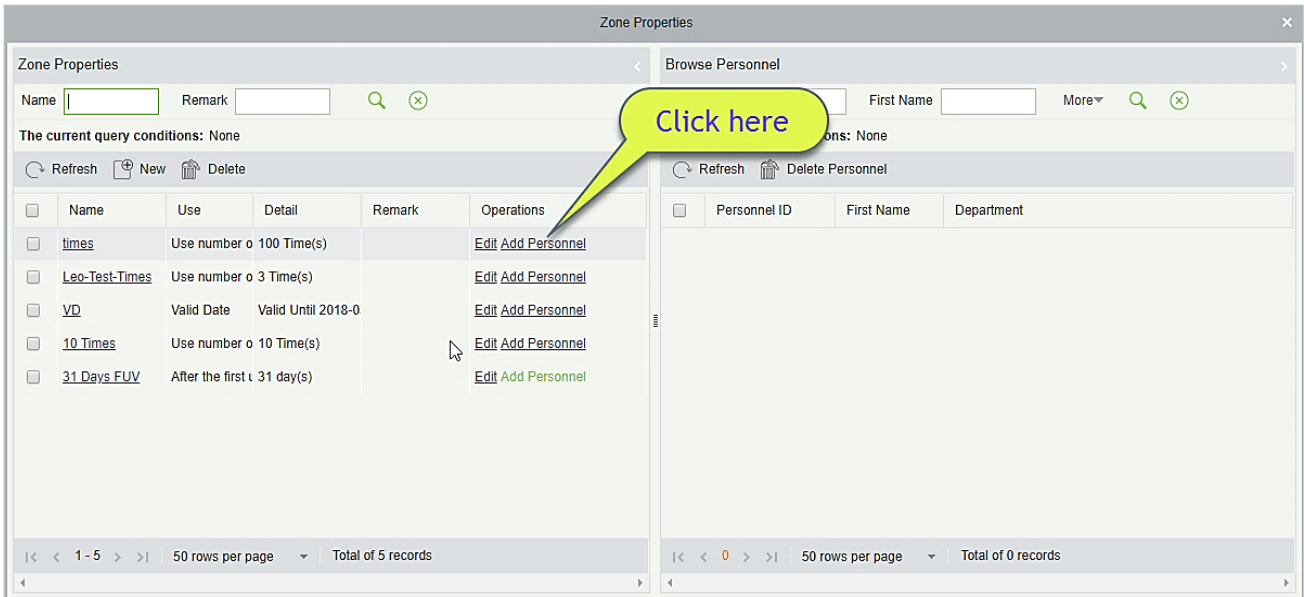 Zone Properties
Zone Properties
Name
Remark
The current query conditions: None
Refresh New Delete
Name Use Detail Remark Operations
times Use number o 100 Time(s) Edit Add Personnel
Leo-Test-Times Use number o 3 Time(s) Edit Add Personnel
VD Valid Date Valid Until 2018-0 Edit Add Personnel
10 Times Use number o 10 Time(s) Edit Add Personnel
31 Days FUV After the first u 31 day(s) Edit Add Personnel
1 - 5 50 rows per page Total of 5 records
Click here
Browse Personnel
First Name More
ons: None
Refresh Delete Personnel
Personnel ID First Name Department
0 50 rows per page Total of 0 records